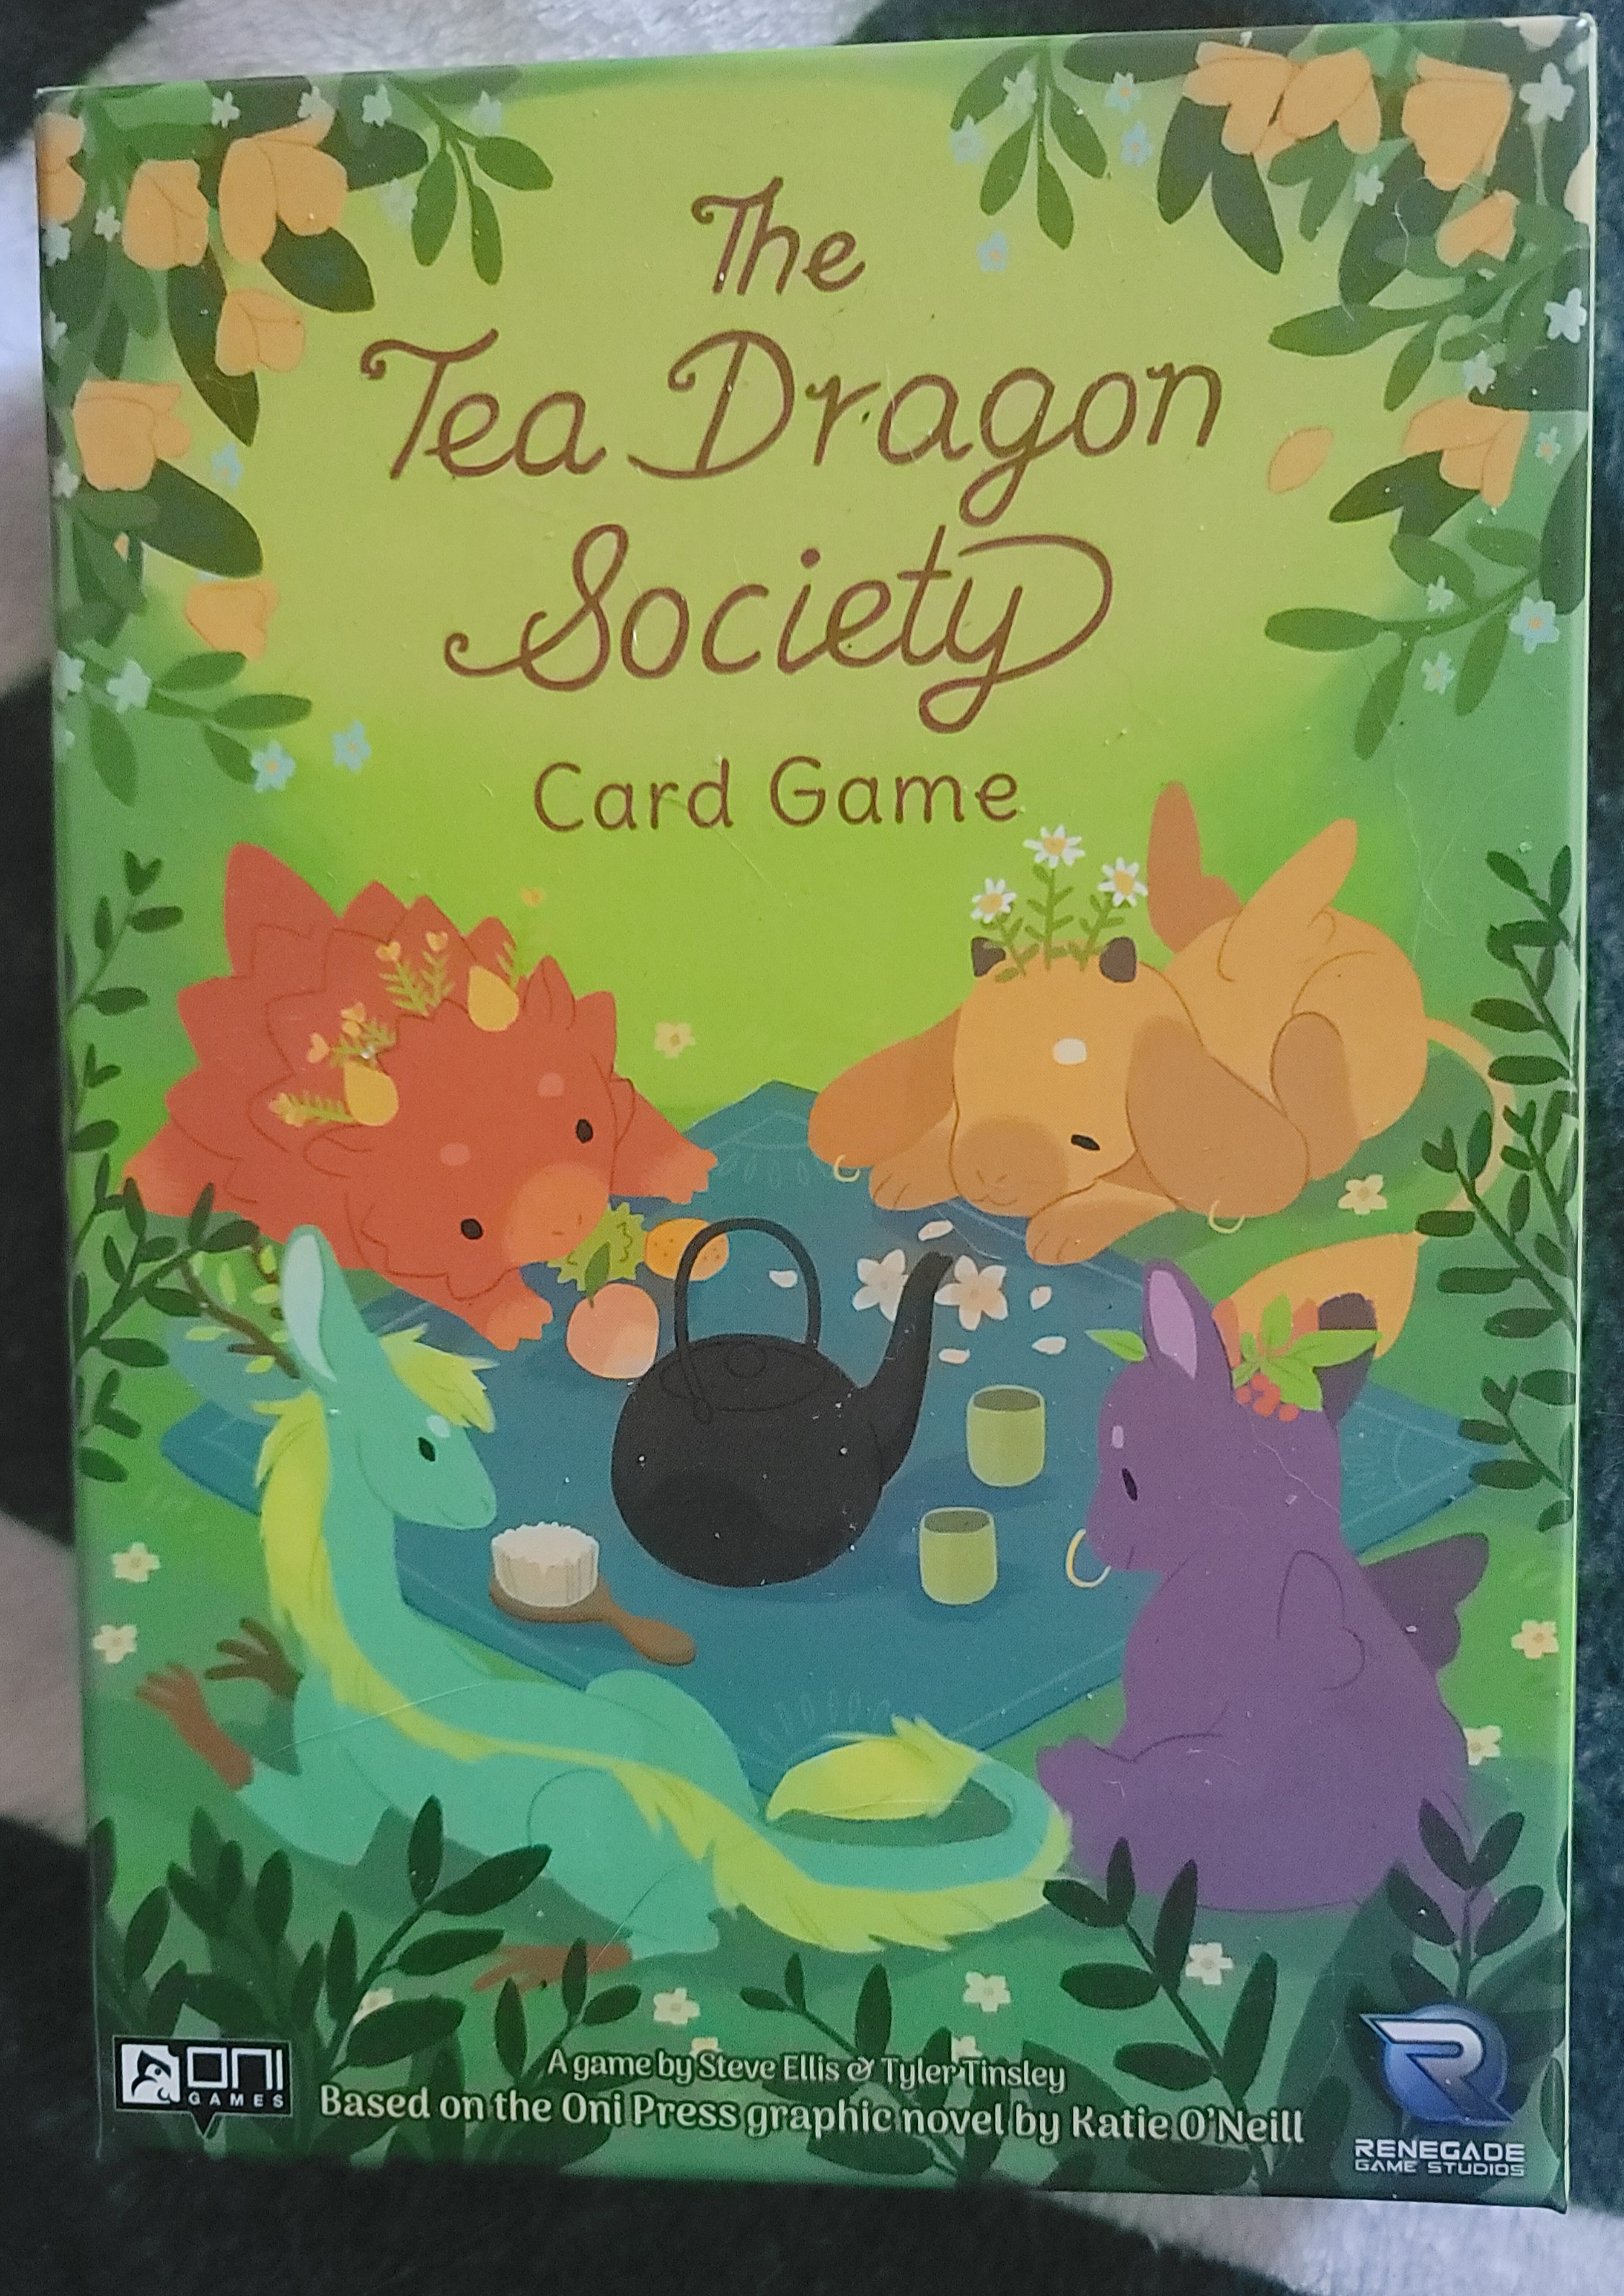 The
Tea Dragon
Society
Card Game
A game by Steve Ellis & Tyler Tinsley
Based on the Oni Press graphic novel by Katie O'Neill
ONI
GAMES
R
RENEGADE
GAME STUDIOS